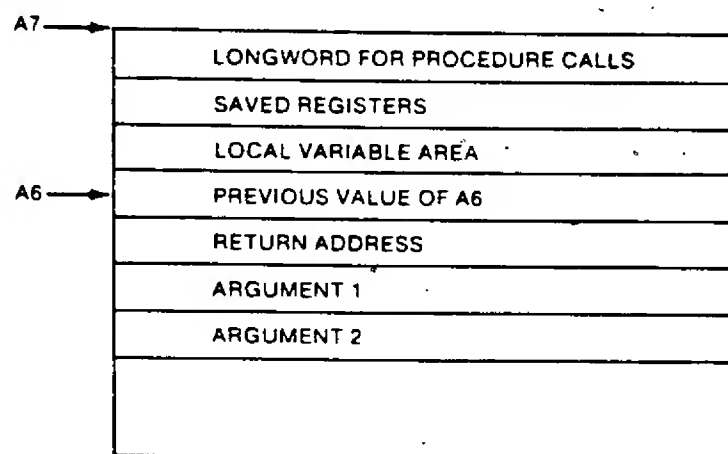 A7
LONGWORD FOR PROCEDURE CALLS
SAVED REGISTERS
LOCAL VARIABLE AREA
A6
PREVIOUS VALUE OF A6
RETURN ADDRESS
ARGUMENT 1
ARGUMENT 2